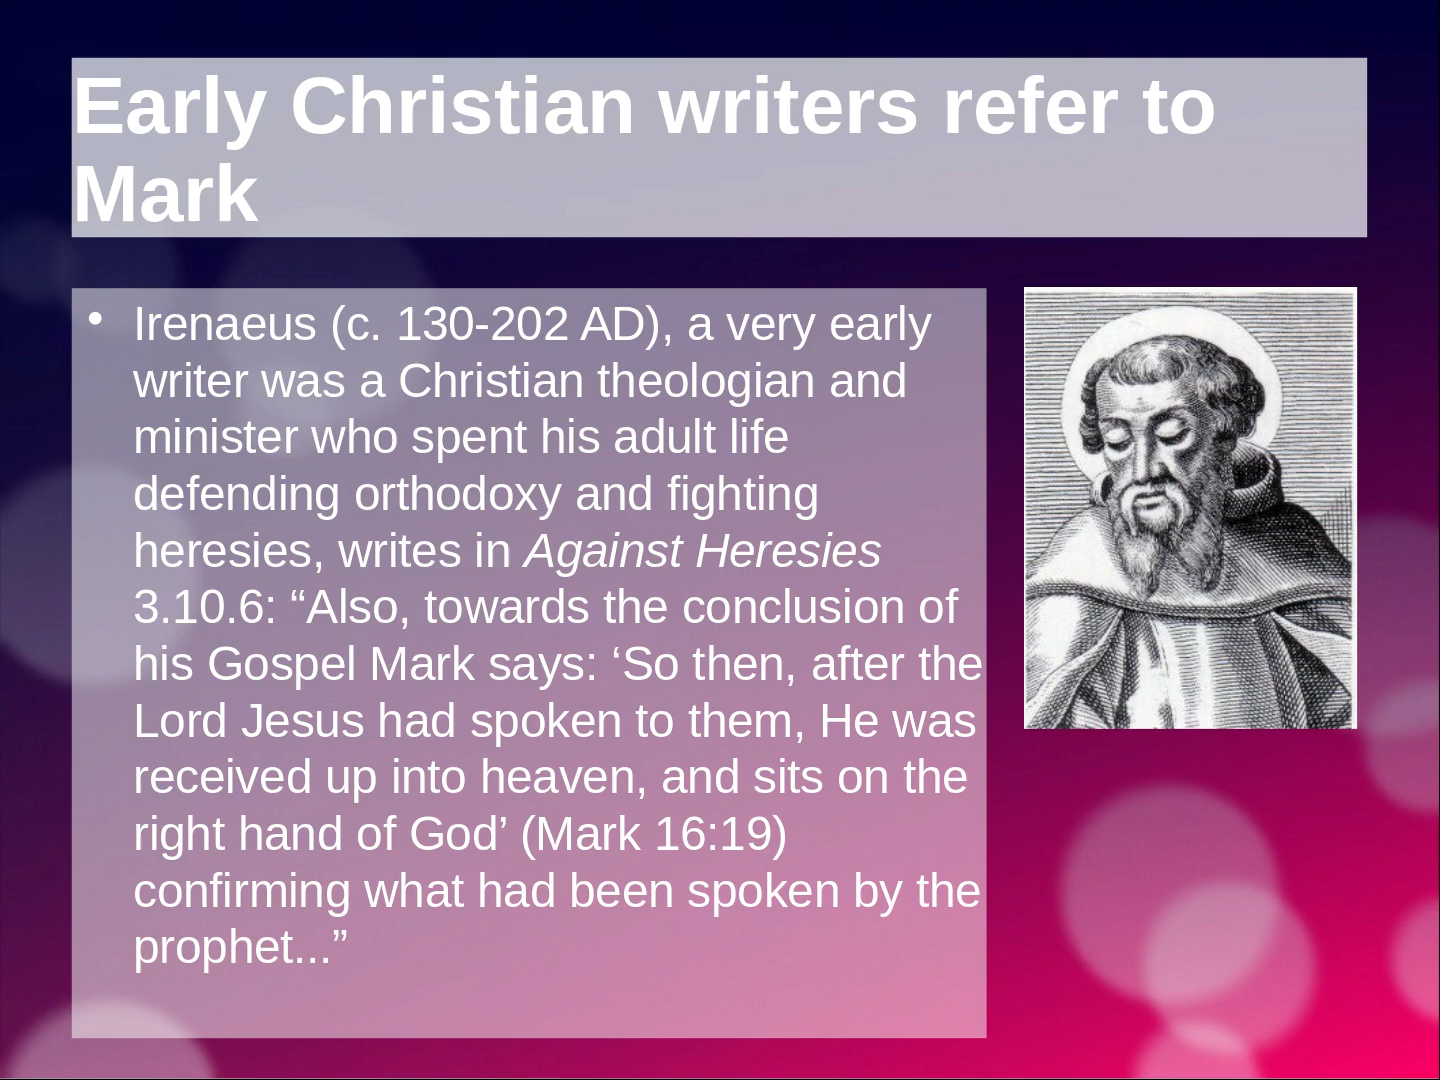 Early Christian writers refer to
Mark
• Irenaeus (c. 130-202 AD), a very early
writer was a Christian theologian and
minister who spent his adult life
defending orthodoxy and fighting
heresies, writes in Against Heresies
3.10.6: “Also, towards the conclusion of
his Gospel Mark says: ‘So then, after the
Lord Jesus had spoken to them, He was
received up into heaven, and sits on the
right hand of God’ (Mark 16:19)
confirming what had been spoken by the
prophet...”